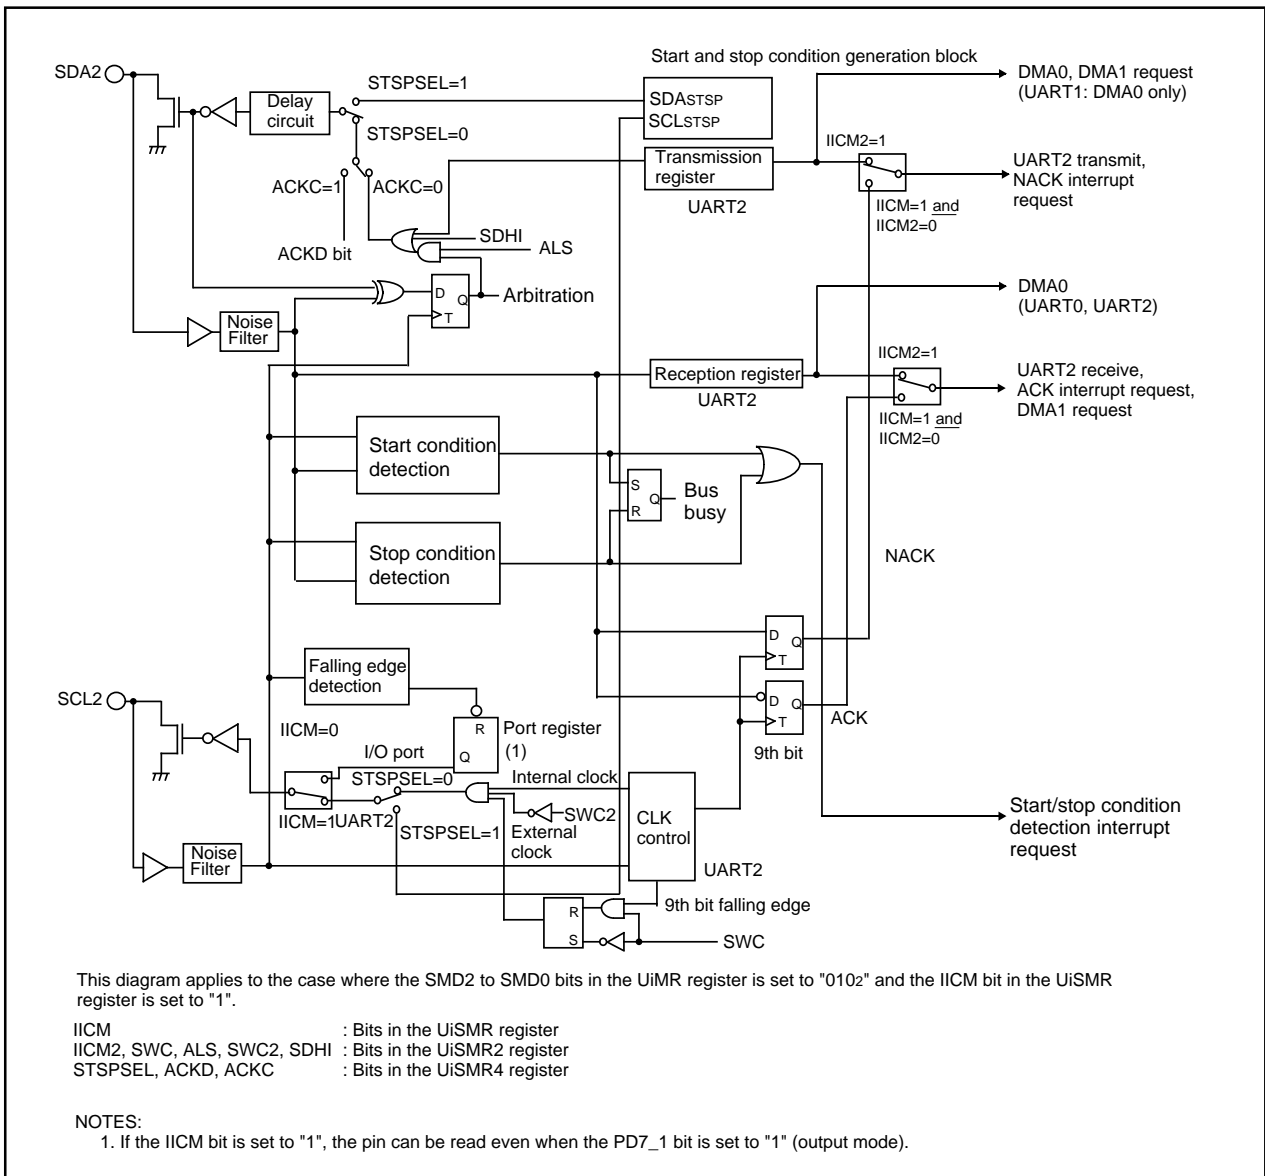 Start and stop condition generation block
SDA2
STSPSEL=1
Delay
circuit
STSPSEL=0
SDASTSP
SCLSTSP
DMA0, DMA1 request
(UART1: DMA0 only)
IICM2=1
Transmission
register
UART2
UART2 transmit,
NACK interrupt
request
IICM=1 and
IICM2=0
ACKC=1
ACKC=0
SDHI
ALS
ACKD bit
D
Q
T
Arbitration
Noise
Filter
DMA0
(UART0, UART2)
IICM2=1
Reception register
UART2
UART2 receive,
ACK interrupt request,
DMA1 request
IICM=1 and
IICM2=0
Start condition
detection
S
R
Q
Bus
busy
Stop condition
detection
NACK
D
Q
T
Falling edge
detection
SCL2
D
Q
T
ACK
9th bit
IICM=0
R
Q
Port register
(1)
I/O port
STSPSEL=0
Internal clock
IICM=1
UART2
STSPSEL=1
SWC2
External
clock
CLK
control
UART2
Start/stop condition
detection interrupt
request
Noise
Filter
9th bit falling edge
R
S
SWC
This diagram applies to the case where the SMD2 to SMD0 bits in the UiMR register is set to "0102" and the IICM bit in the UiSMR
register is set to "1".
IICM : Bits in the UiSMR register
IICM2, SWC, ALS, SWC2, SDHI : Bits in the UiSMR2 register
STSPSEL, ACKD, ACKC : Bits in the UiSMR4 register
NOTES:
1. If the IICM bit is set to "1", the pin can be read even when the PD7_1 bit is set to "1" (output mode).